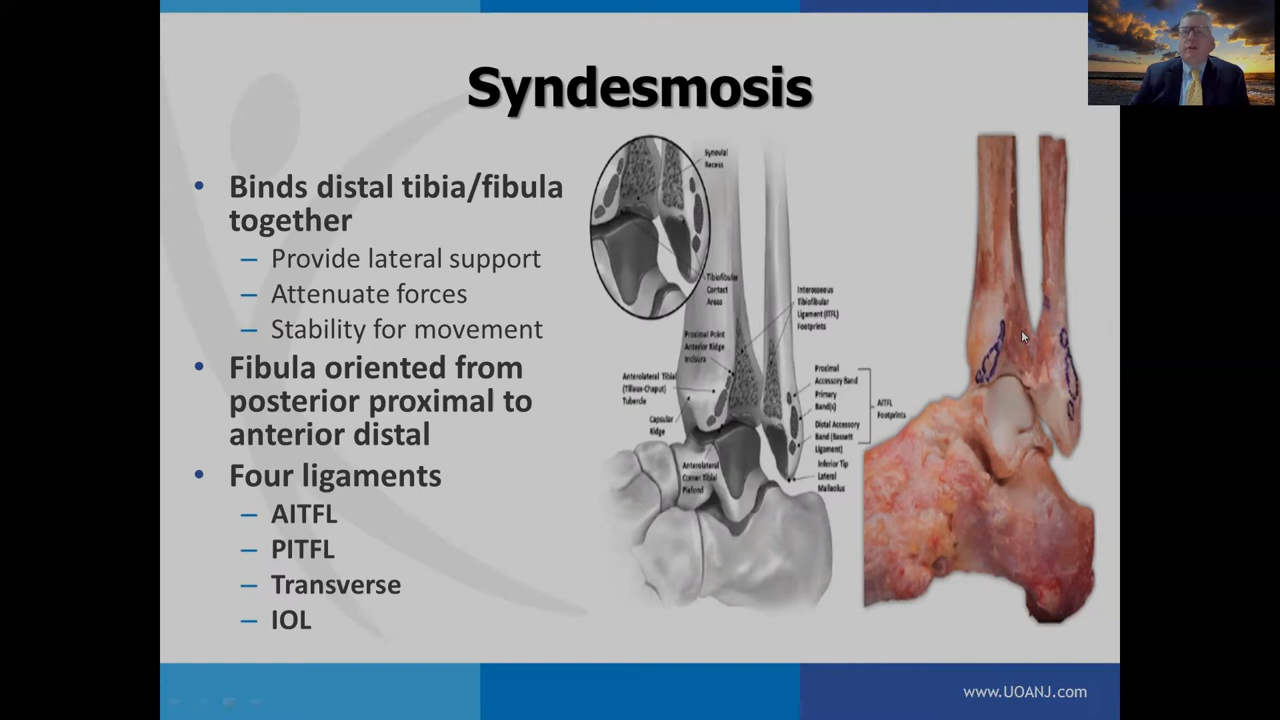 Syndesmosis
• Binds distal tibia/fibula
together
– Provide lateral support
– Attenuate forces
– Stability for movement
• Fibula oriented from
posterior proximal to
anterior distal
• Four ligaments
– AITFL
– PITFL
– Transverse
– IOL
Synovial
Recess
Tibiofibular
Contact
Areas
Interosseous
Tibiofibular
Ligament (ITFL)
Footprints
Proximal Point
Anterior Ridge
Incisura
Anterolateral Tibial
(Tillaux-Chaput)
Tubercle
Capsular
Ridge
Proximal
Accessory Band
Primary
Band(s)
Distal Accessory
Band (Bassett
Ligament)
AITFL
Footprints
Anterolateral
Corner Tibial
Plafond
Inferior Tip
Lateral
Malleolus
www.UOANJ.com